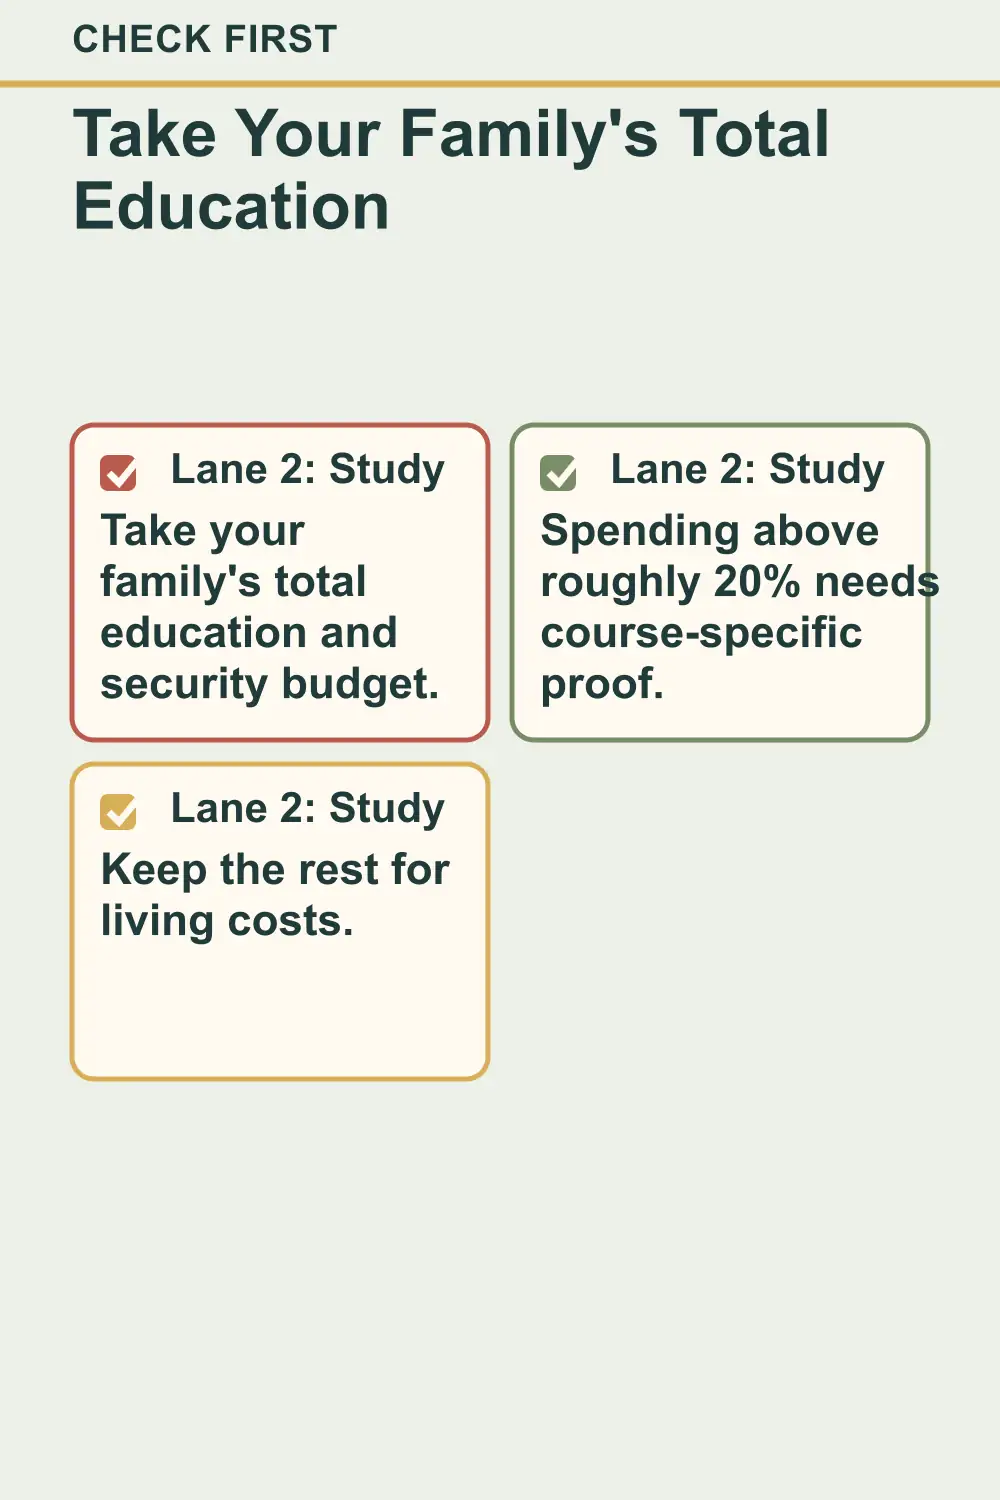 CHECK FIRST
Take Your Family's Total
Education
Lane 2: Study
Take your
family's total
education and
security budget.
Lane 2: Study
Spending above
roughly 20% needs
course-specific
proof.
Lane 2: Study
Keep the rest for
living costs.